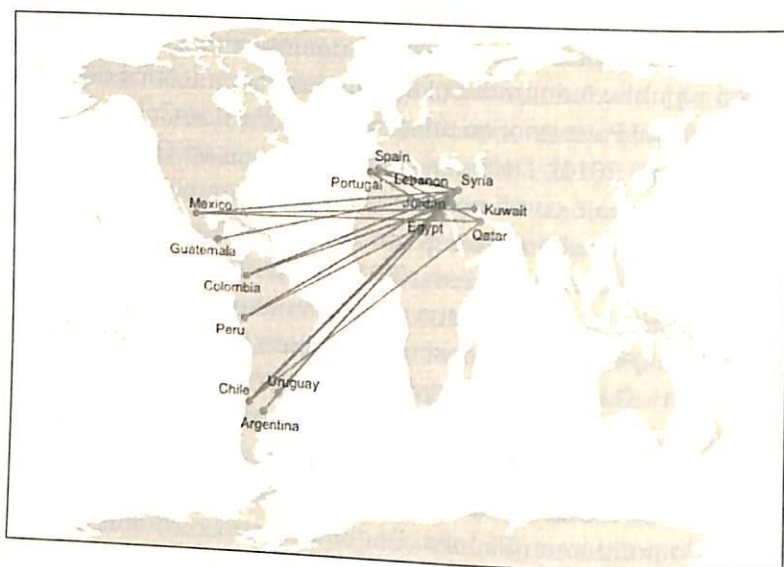 Spain
Portugal
Lebanon
Syria
Mexico
Jordan
Kuwait
Guatemala
Egypt
Qatar
Colombia
Peru
Chile
Uruguay
Argentina